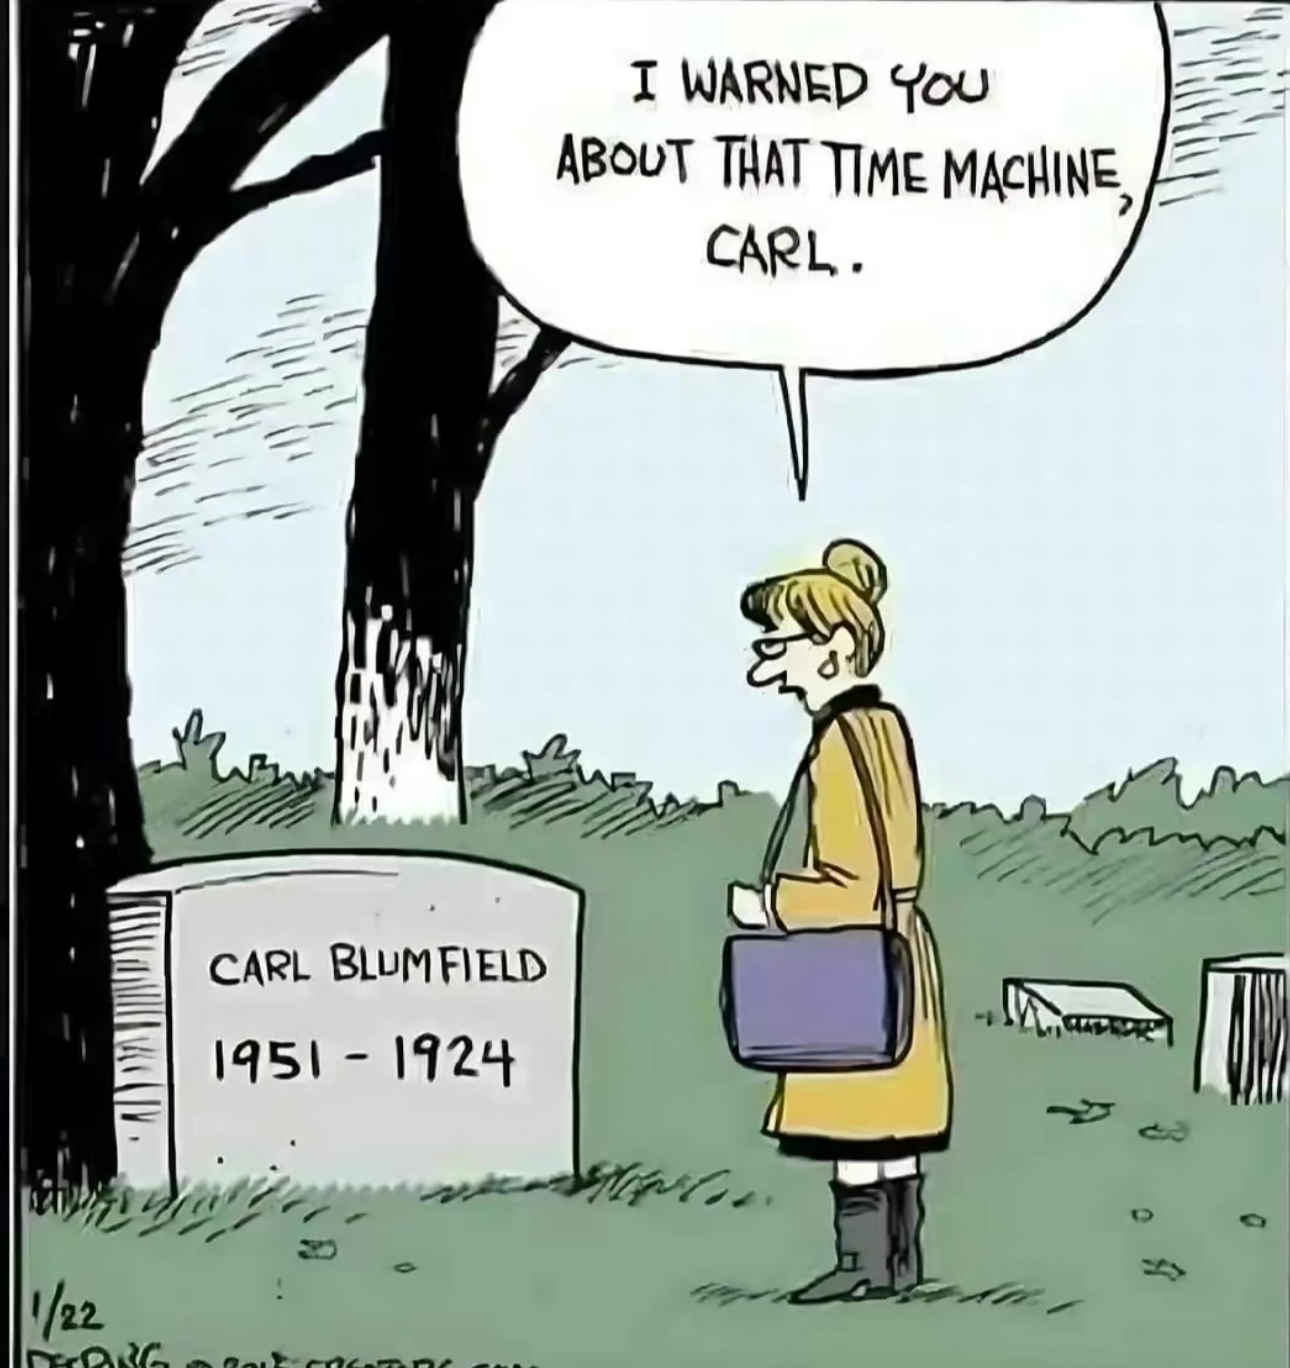 I WARNED YOU
ABOUT THAT TIME MACHINE,
CARL.
CARL BLUMFIELD
1951 - 1924
1/22